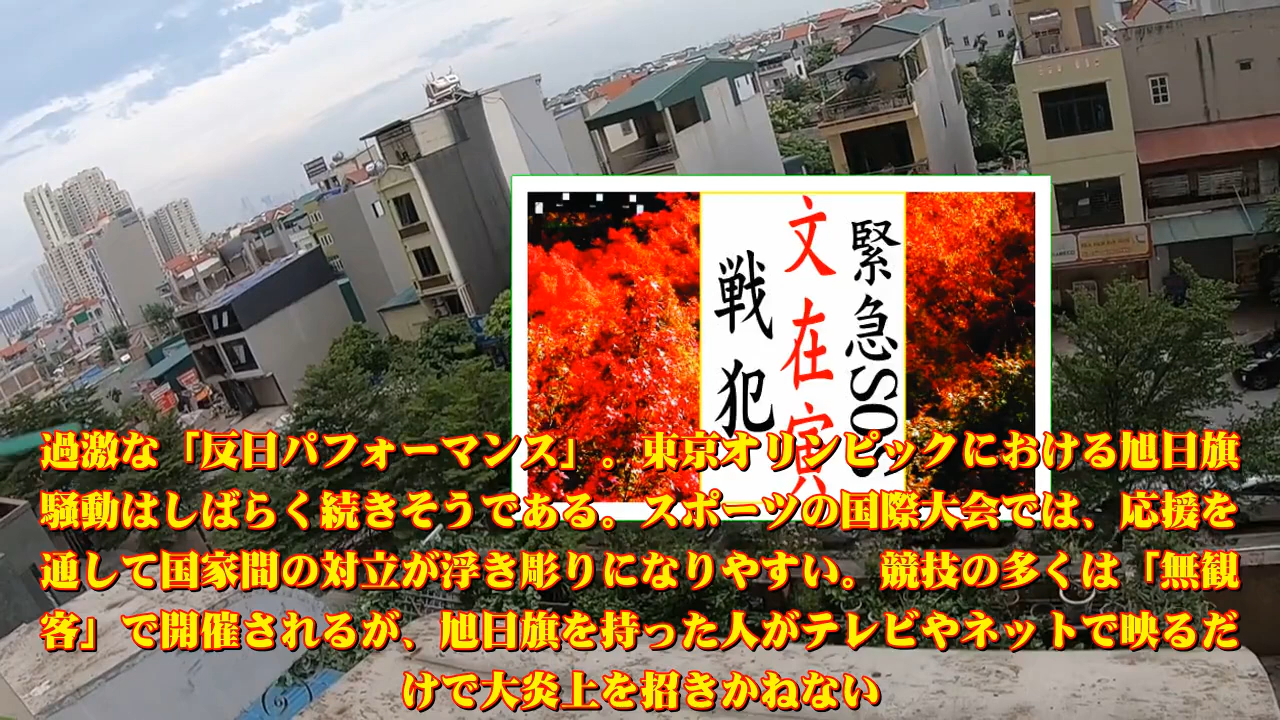 緊急SOS
文在寅
戦犯
過激な「反日パフォーマンス」。東京オリンピックにおける旭日旗
騒動はしばらく続きそうである。スポーツの国際大会では、応援を
通して国家間の対立が浮き彫りになりやすい。競技の多くは「無観
客」で開催されるが、旭日旗を持った人がテレビやネットで映るだ
けで大炎上を招きかねない